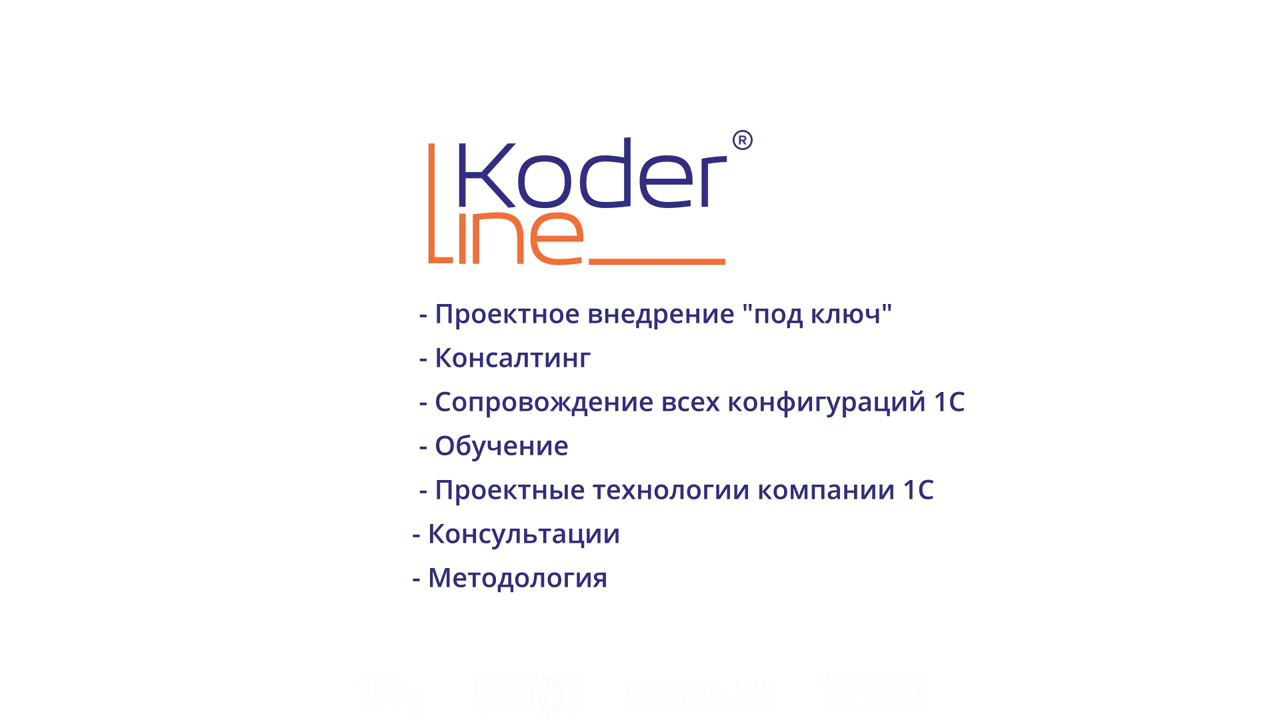 Koder®
Line
- Проектное внедрение "под ключ"
- Консалтинг
- Сопровождение всех конфигураций 1С
- Обучение
- Проектные технологии компании 1С
- Консультации
- Методология